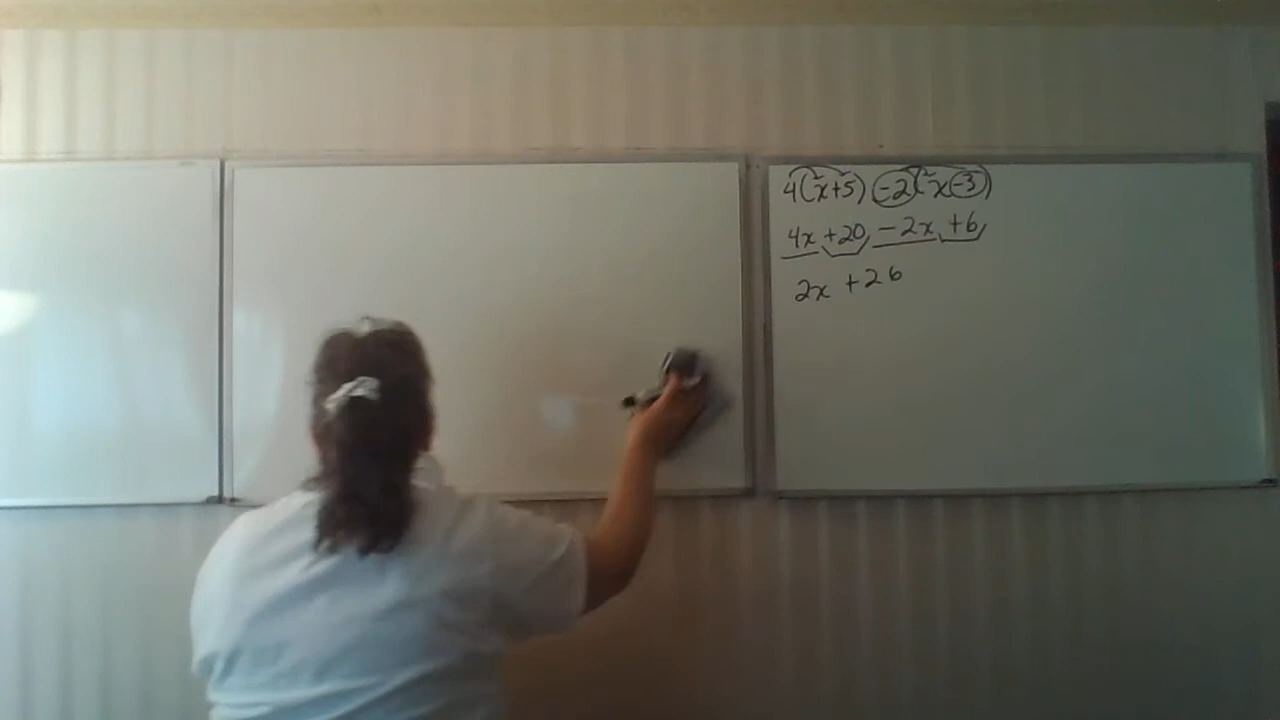 4(x+5) -2(x-3)
4x +20 -2x +6
2x +26